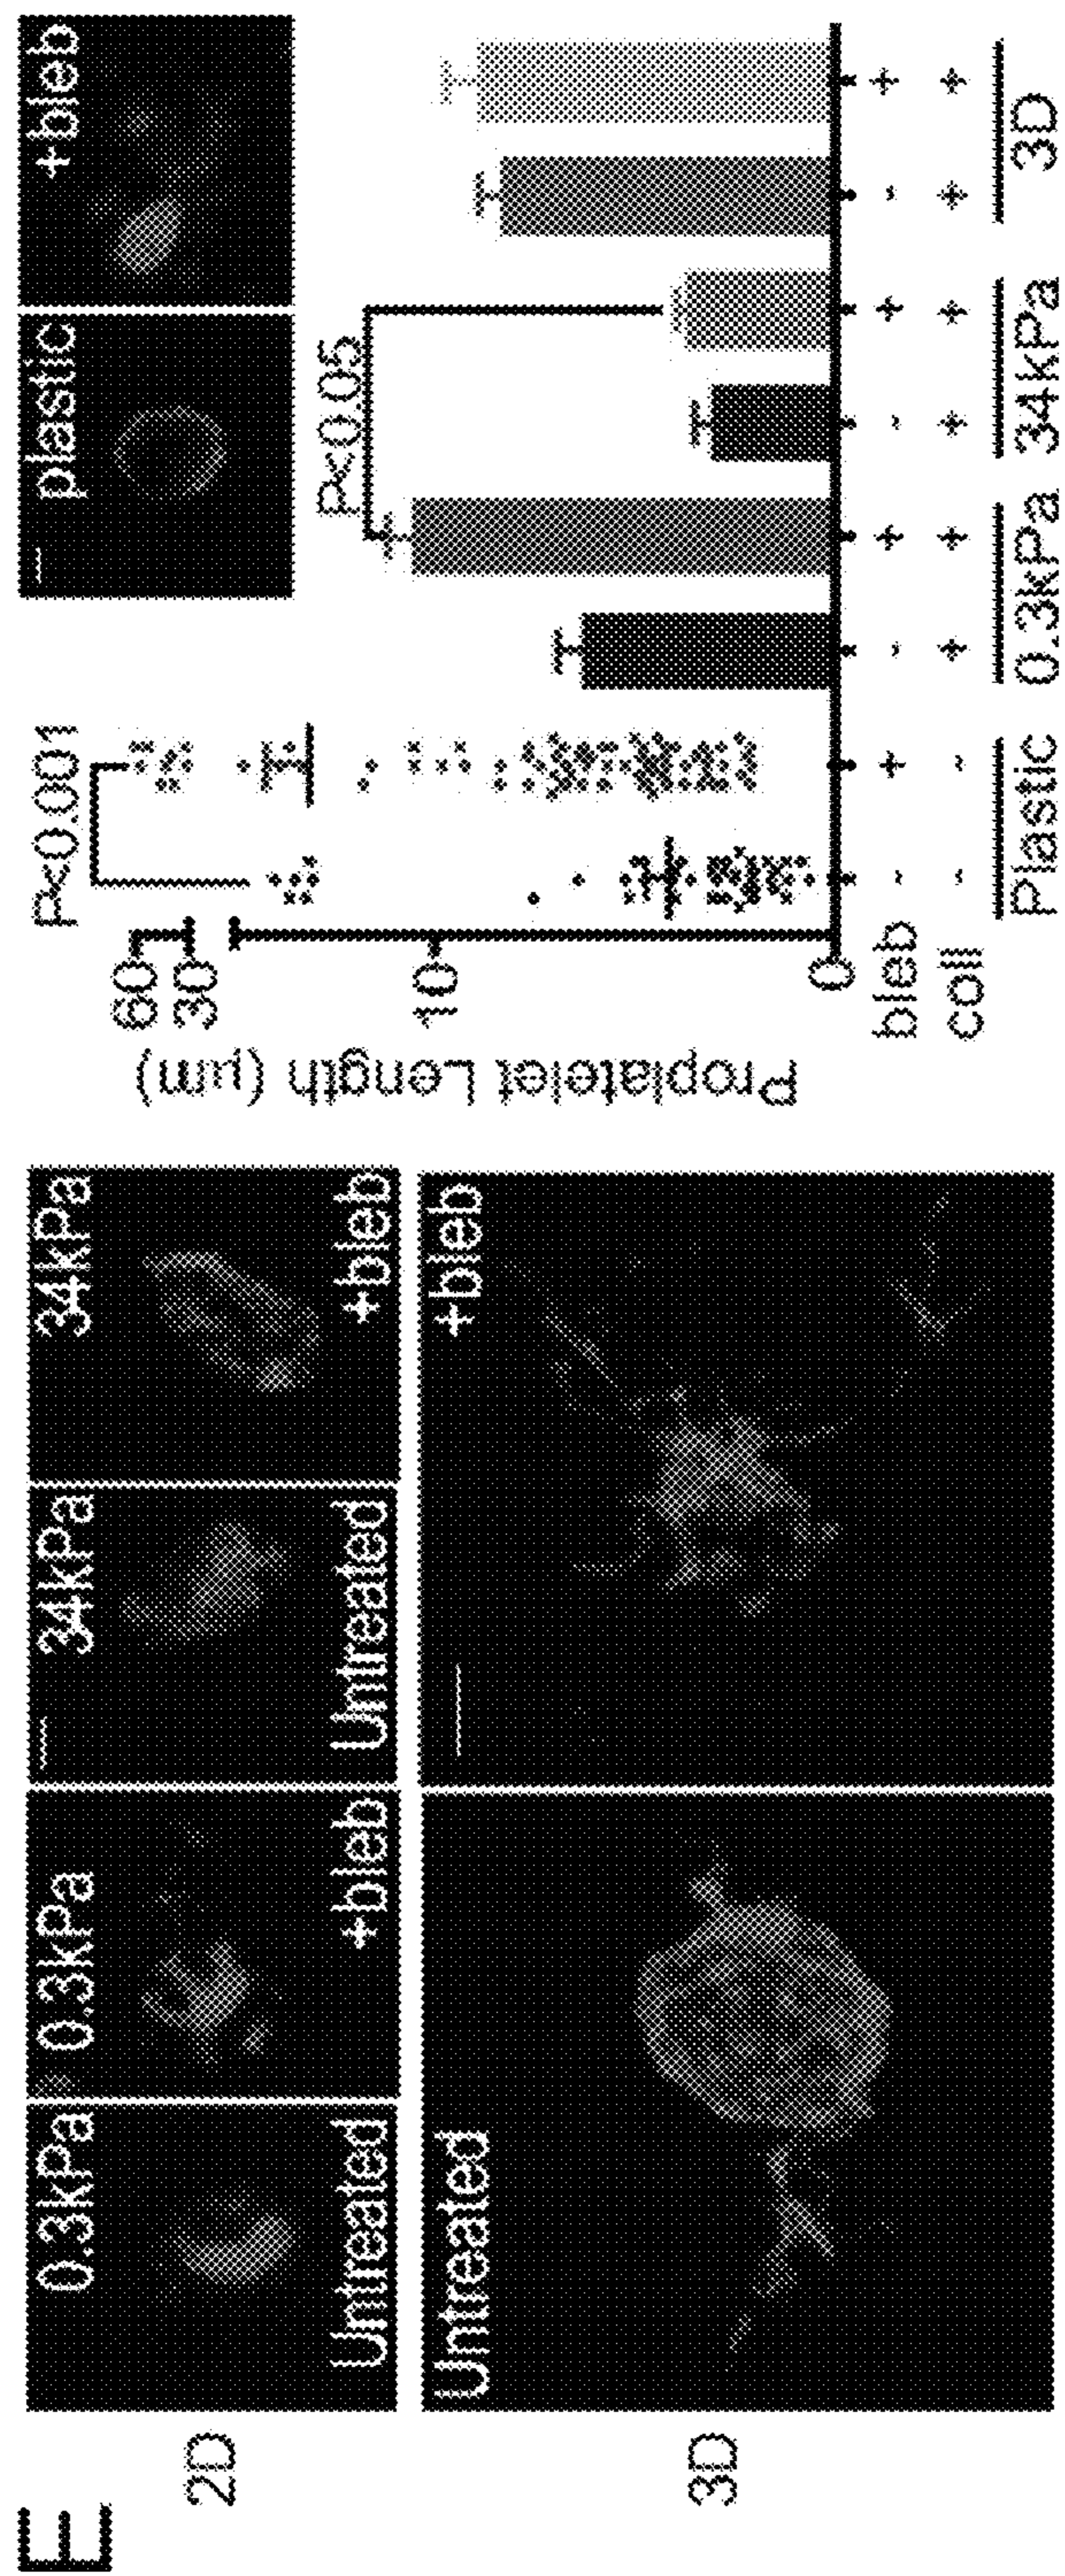 E
2D
0.3kPa
Untreated
0.3kPa
+bleb
34kPa
Untreated
34kPa
+bleb
3D
Untreated
+bleb
plastic
+bleb
Proplatelet Length (μm)
60
30
10
0
P<0.001
P<0.05
bleb - + - + - + - +
coll - - + + + + + +
Plastic 0.3kPa 34kPa 3D